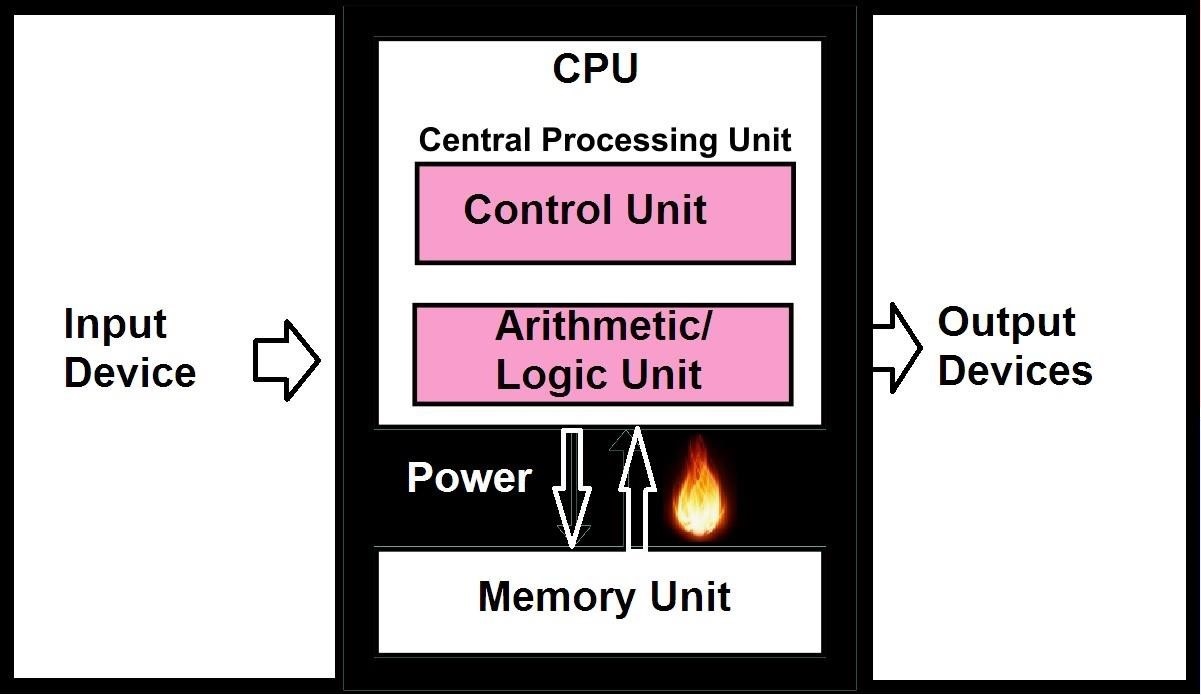 CPU
Central Processing Unit
Control Unit
Arithmetic/
Logic Unit
Input
Device
Output
Devices
Power
Memory Unit